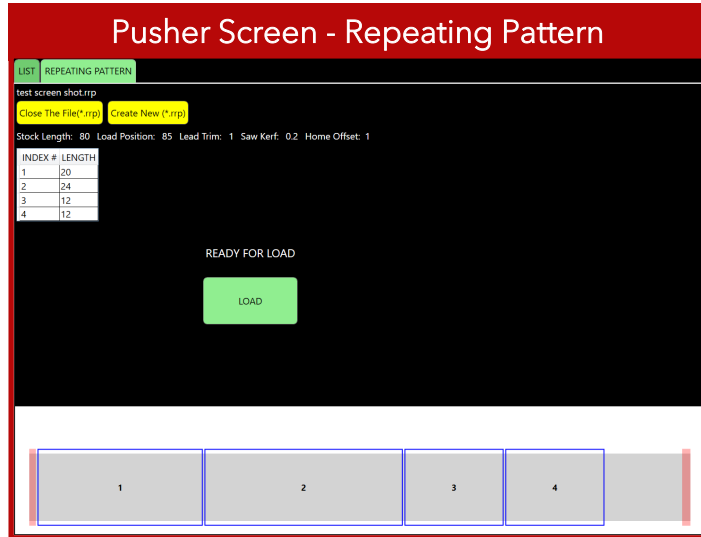 Pusher Screen - Repeating Pattern
LIST REPEATING PATTERN
test screen shot.rrp
Close The File(*.rrp) Create New (*.rrp)
Stock Length: 80 Load Position: 85 Lead Trim: 1 Saw Kerf: 0.2 Home Offset: 1
INDEX # LENGTH
1 20
2 24
3 12
4 12
READY FOR LOAD
LOAD
1 2 3 4